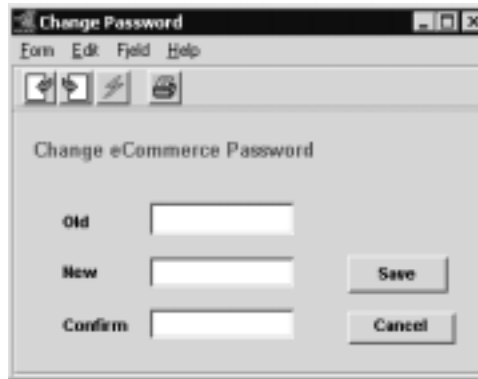 Change Password
Form Edit Field Help
Change eCommerce Password
Old
New
Save
Confirm
Cancel